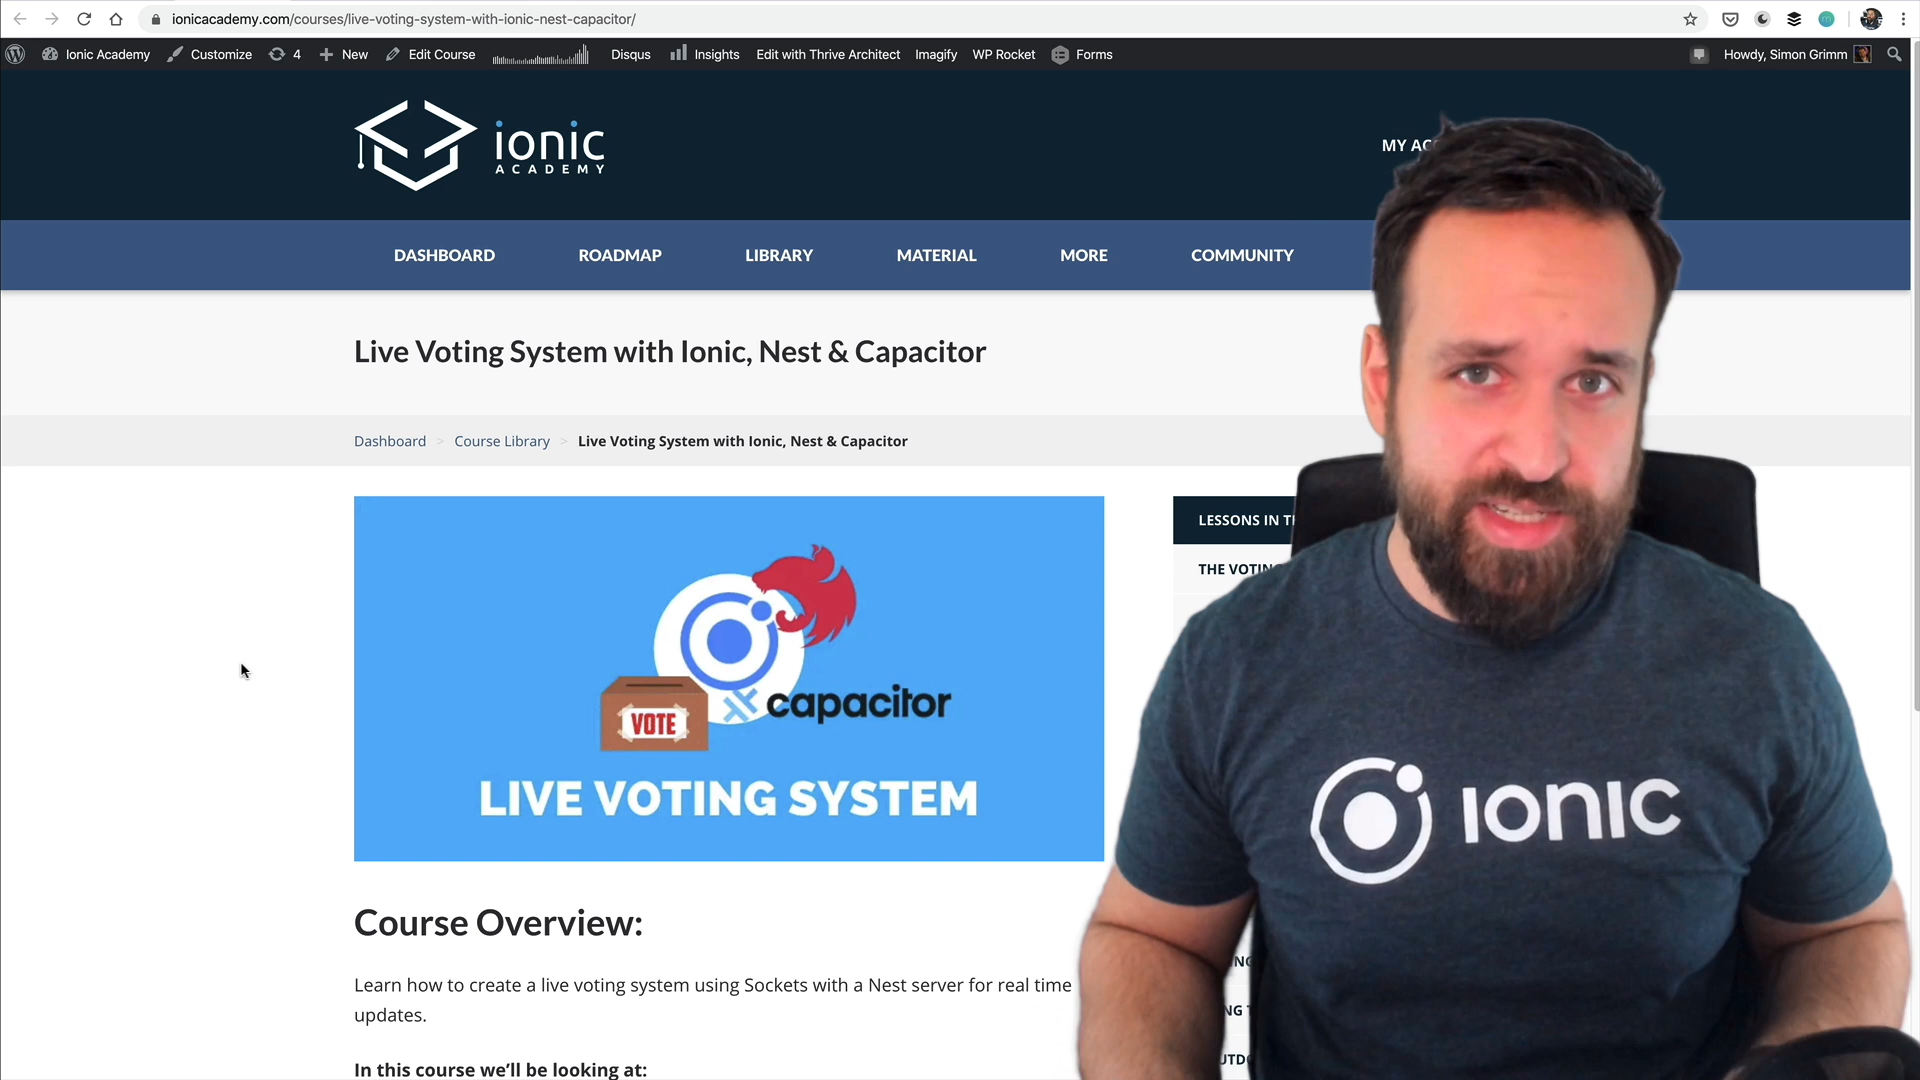 ionicacademy.com/courses/live-voting-system-with-ionic-nest-capacitor/
Ionic Academy Customize 4 New Edit Course Disqus Insights Edit with Thrive Architect Imagify WP Rocket Forms Howdy, Simon Grimm
ionic
ACADEMY
MY AC
DASHBOARD ROADMAP LIBRARY MATERIAL MORE COMMUNITY
Live Voting System with Ionic, Nest & Capacitor
Dashboard > Course Library > Live Voting System with Ionic, Nest & Capacitor
LESSONS IN TH
THE VOTING
VOTE
capacitor
LIVE VOTING SYSTEM
IONIC
Course Overview:
Learn how to create a live voting system using Sockets with a Nest server for real time
updates.
In this course we'll be looking at: